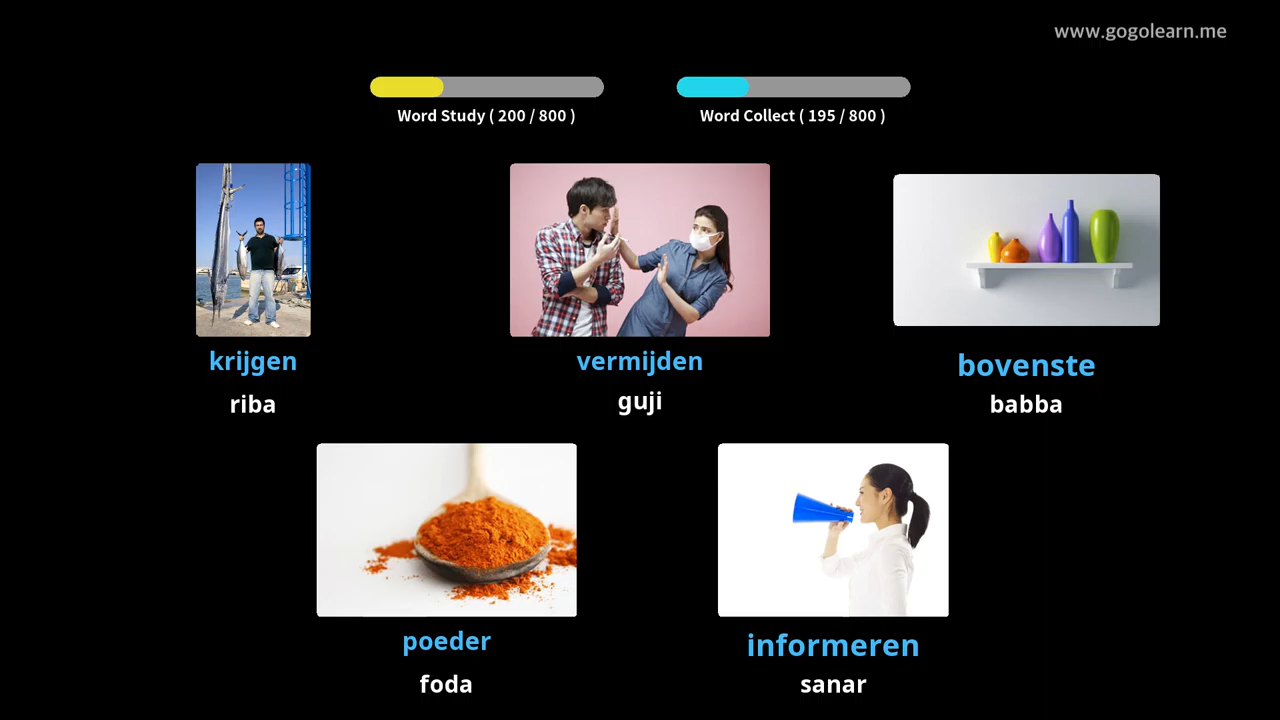 www.gogolearn.me
Word Study ( 200 / 800 )
Word Collect ( 195 / 800 )
krijgen
riba
vermijden
guji
bovenste
babba
poeder
foda
informeren
sanar